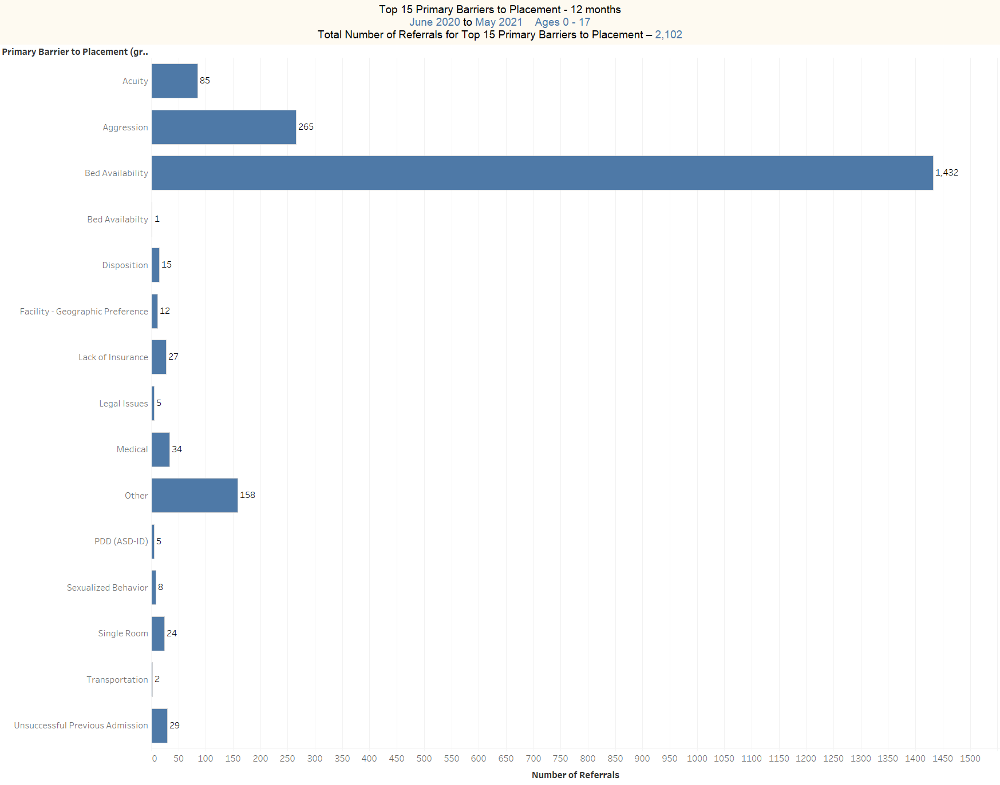 Top 15 Primary Barriers to Placement - 12 months
June 2020 to May 2021 Ages 0 - 17
Total Number of Referrals for Top 15 Primary Barriers to Placement – 2,102
Primary Barrier to Placement (gr..
Acuity 85
Aggression 265
Bed Availability 1,432
Bed Availabilty 1
Disposition 15
Facility - Geographic Preference 12
Lack of Insurance 27
Legal Issues 5
Medical 34
Other 158
PDD (ASD-ID) 5
Sexualized Behavior 8
Single Room 24
Transportation 2
Unsuccessful Previous Admission 29
0 50 100 150 200 250 300 350 400 450 500 550 600 650 700 750 800 850 900 950 1000 1050 1100 1150 1200 1250 1300 1350 1400 1450 1500
Number of Referrals